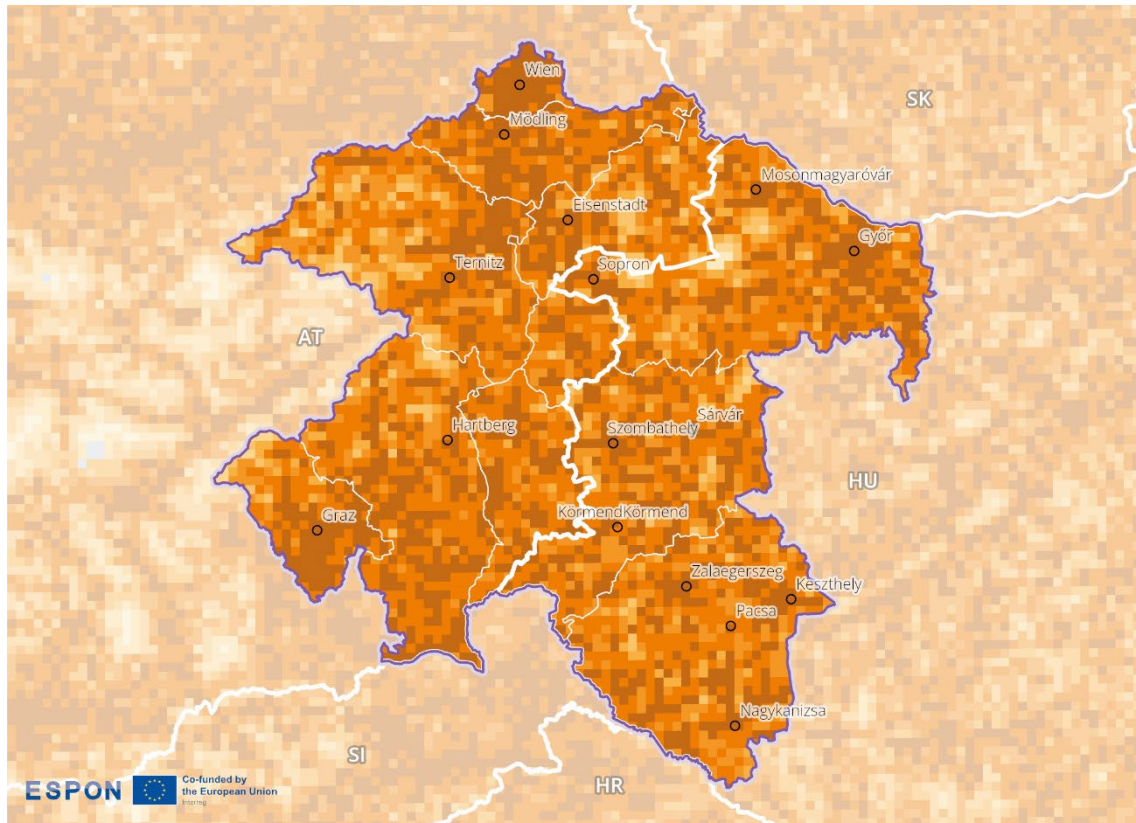 Wien
SK
Mödling
Mosonmagyaróvár
Eisenstadt
Győr
Ternitz
Sopron
AT
Hartberg
Sárvár
Szombathely
HU
KörmendKörmend
Graz
Zalaegerszeg
Keszthely
Pacsa
Nagykanizsa
SI
HR
ESPON
Co-funded by
the European Union
Interreg